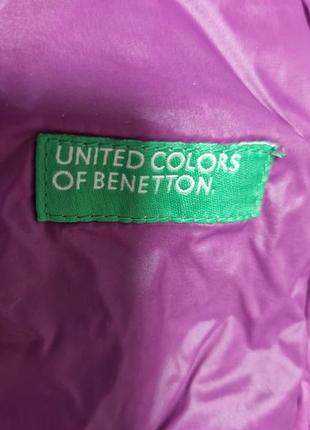 UNITED COLORS
OF BENETTON.